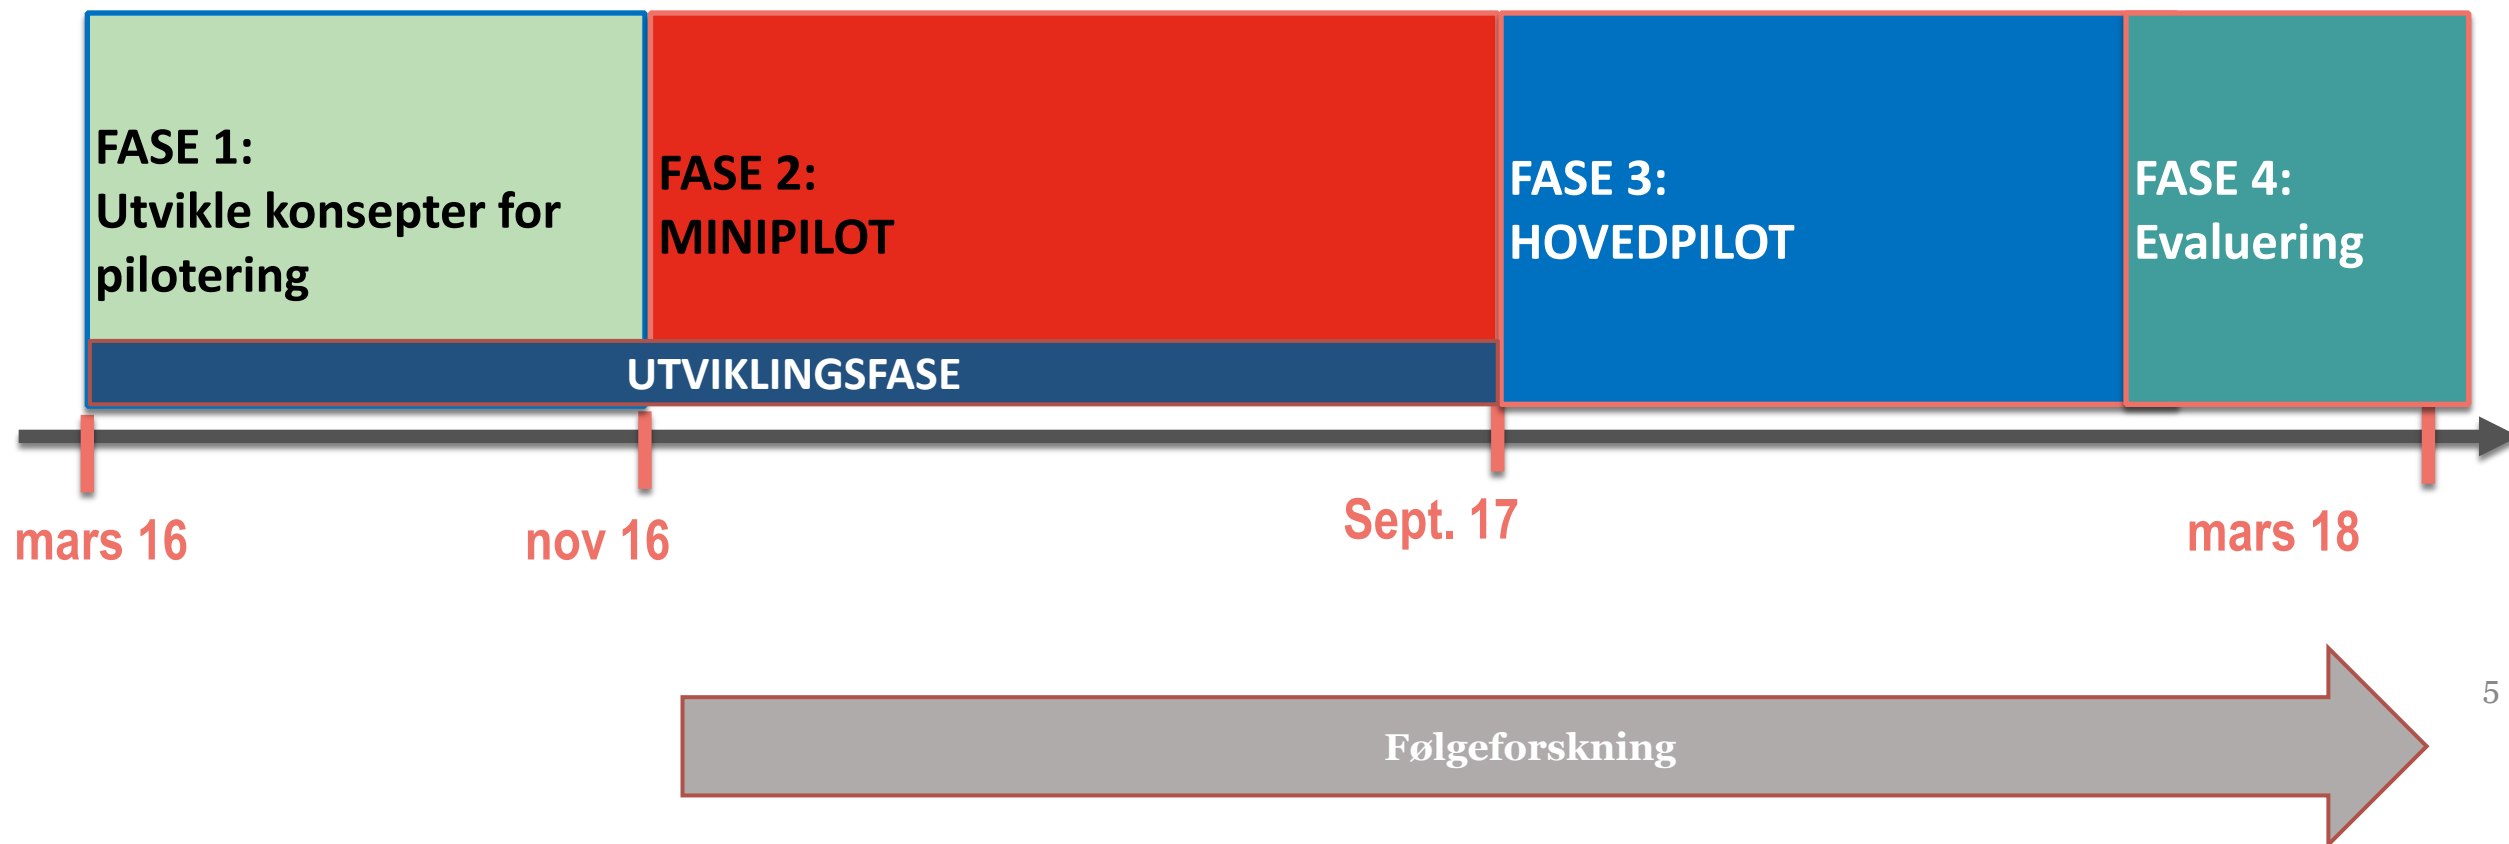 FASE 1:
Utvikle konsepter for
pilotering
FASE 2:
MINIPILOT
FASE 3:
HOVEDPILOT
FASE 4:
Evaluering
UTVIKLINGSFASE
mars 16
nov 16
Sept. 17
mars 18
5
Følgeforskning